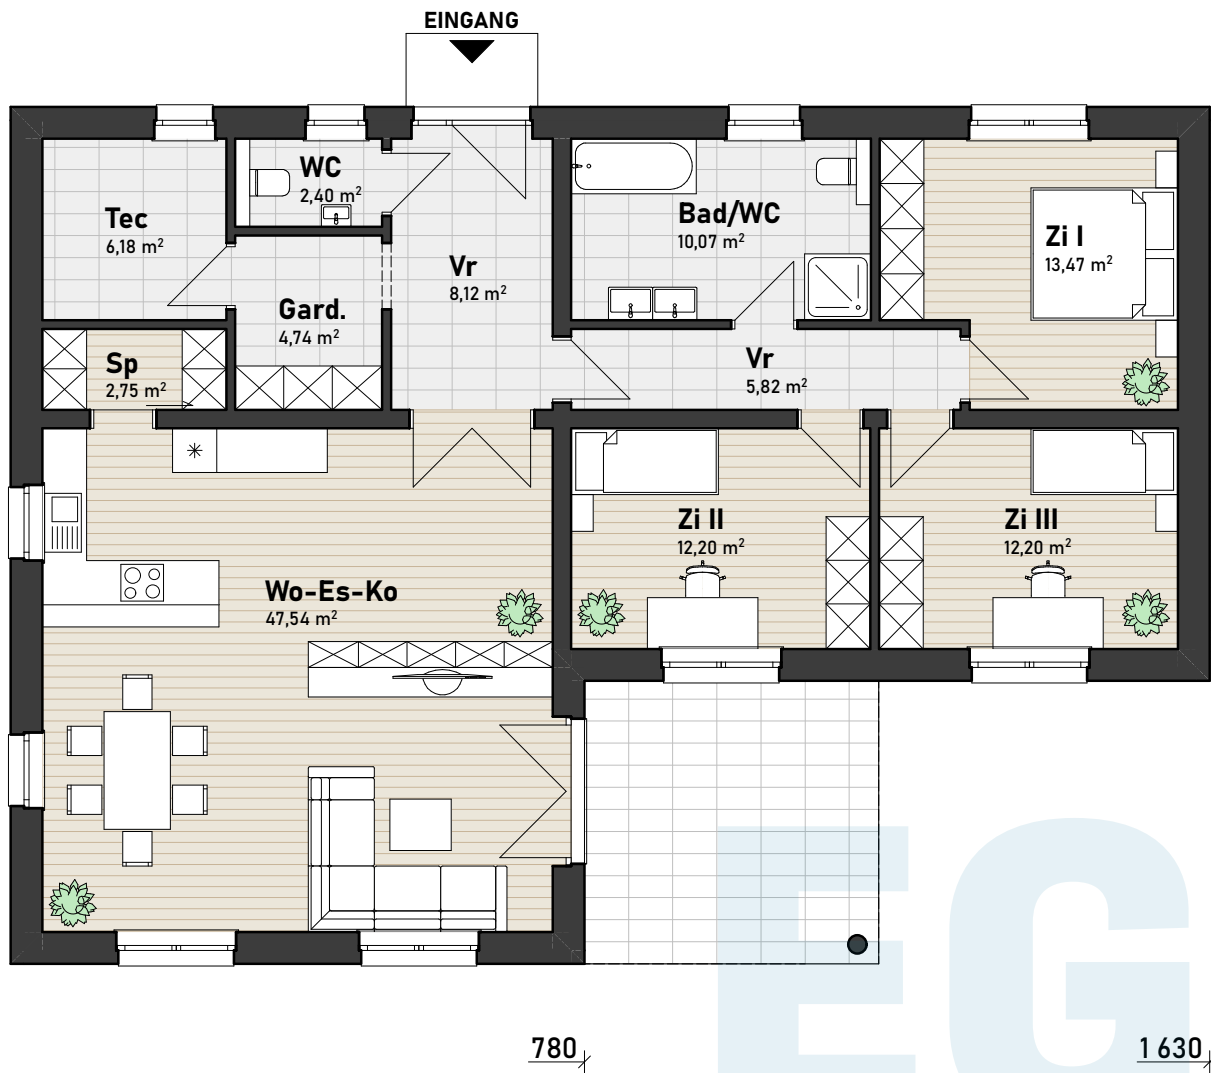 EINGANG
WC
2,40 m²
Tec
6,18 m²
Bad/WC
10,07 m²
Zi I
13,47 m²
Vr
8,12 m²
Gard.
4,74 m²
Sp
2,75 m²
Vr
5,82 m²
Zi II
12,20 m²
Zi III
12,20 m²
Wo-Es-Ko
47,54 m²
EG
780
1 630